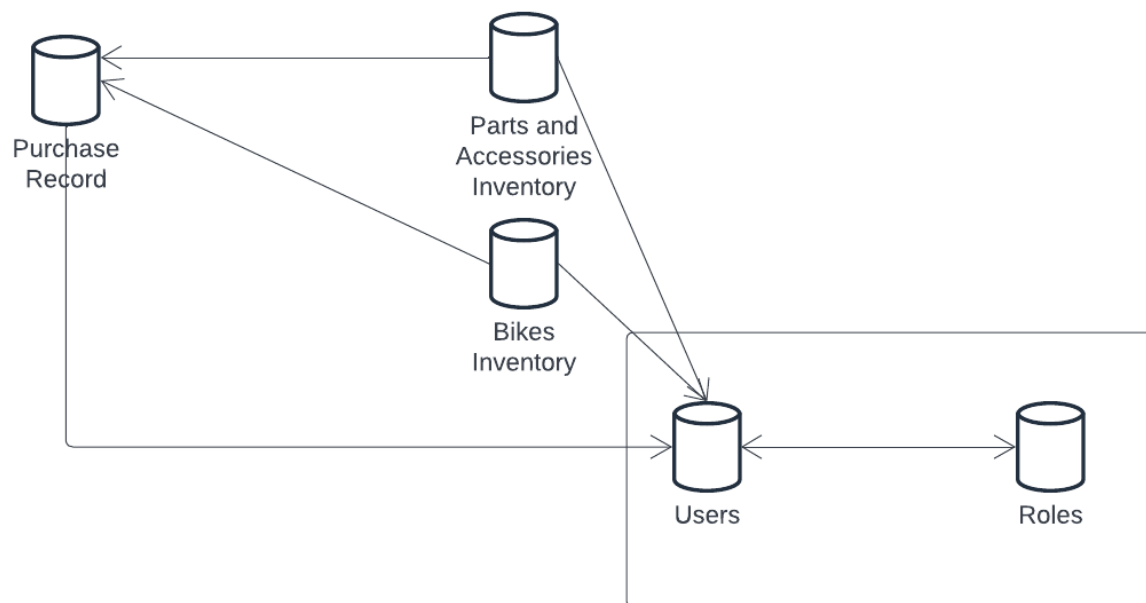 Purchase
Record
Parts and
Accessories
Inventory
Bikes
Inventory
Users
Roles